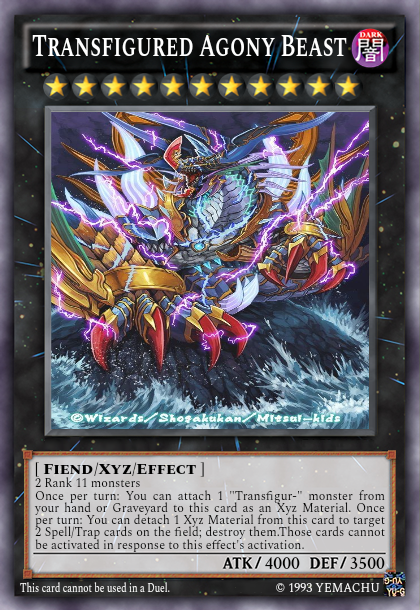 TRANSFIGURED AGONY BEAST
DARK
闇
©Wizards/Shogakukan/Mitsui-kids
[ FIEND/XYZ/EFFECT ]
2 Rank 11 monsters
Once per turn: You can attach 1 "Transfigur-" monster from
your hand or Graveyard to this card as an Xyz Material. Once
per turn: You can detach 1 Xyz Material from this card to target
2 Spell/Trap cards on the field; destroy them.Those cards cannot
be activated in response to this effect's activation.
ATK / 4000 DEF / 3500
This card cannot be used in a Duel.
© 1993 YEMACHU